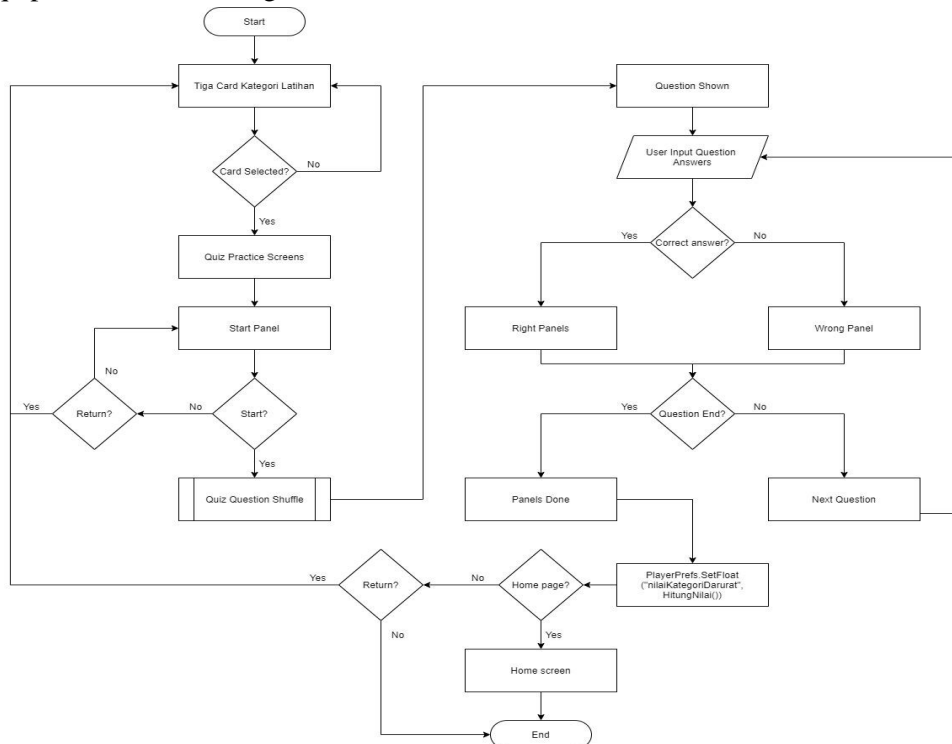 Start
Tiga Card Kategori Latihan
Card Selected?
No
Yes
Quiz Practice Screens
Start Panel
No
Yes
Return?
No
Start?
Yes
Quiz Question Shuffle
Question Shown
User Input Question
Answers
Yes
Correct answer?
No
Right Panels
Wrong Panel
Yes
Question End?
No
Panels Done
Next Question
PlayerPrefs.SetFloat
("nilaiKategoriDarurat",
HitungNilai())
Yes
Return?
No
Home page?
No
Yes
Home screen
End